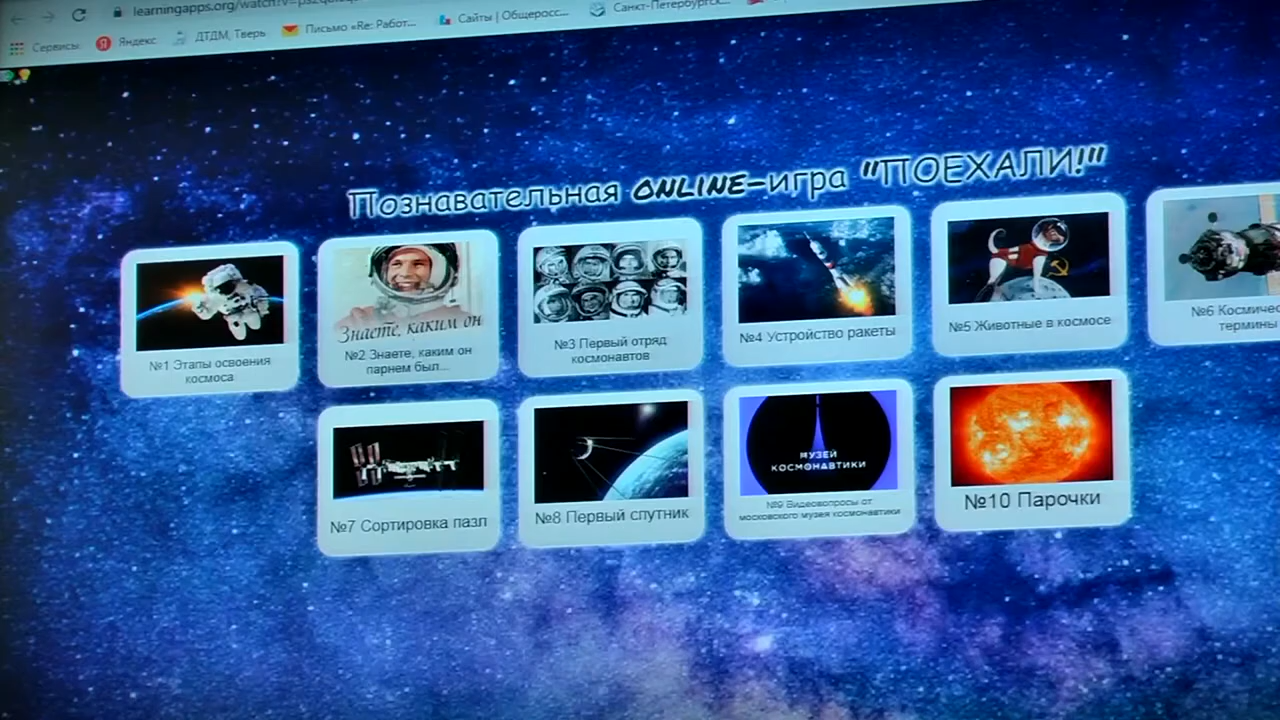 learningapps.org/watch?v=
Сервисы
Яндекс
ДТДМ, Тверь
Письмо «Re: Работ...
Сайты | Общеросс...
Санкт-Петербургск...
Познавательная ONLINE-игра "ПОЕХАЛИ!"
Знаете, каким он
№1 Этапы освоения
космоса
№2 Знаете, каким он
парнем был...
№3 Первый отряд
космонавтов
№4 Устройство ракеты
№5 Животные в космосе
№6 Космичес
термины
МУЗЕЙ
КОСМОНАВТИКИ
№7 Сортировка пазл
№8 Первый спутник
№9 Видеовопросы от
московского музея космонавтики
№10 Парочки